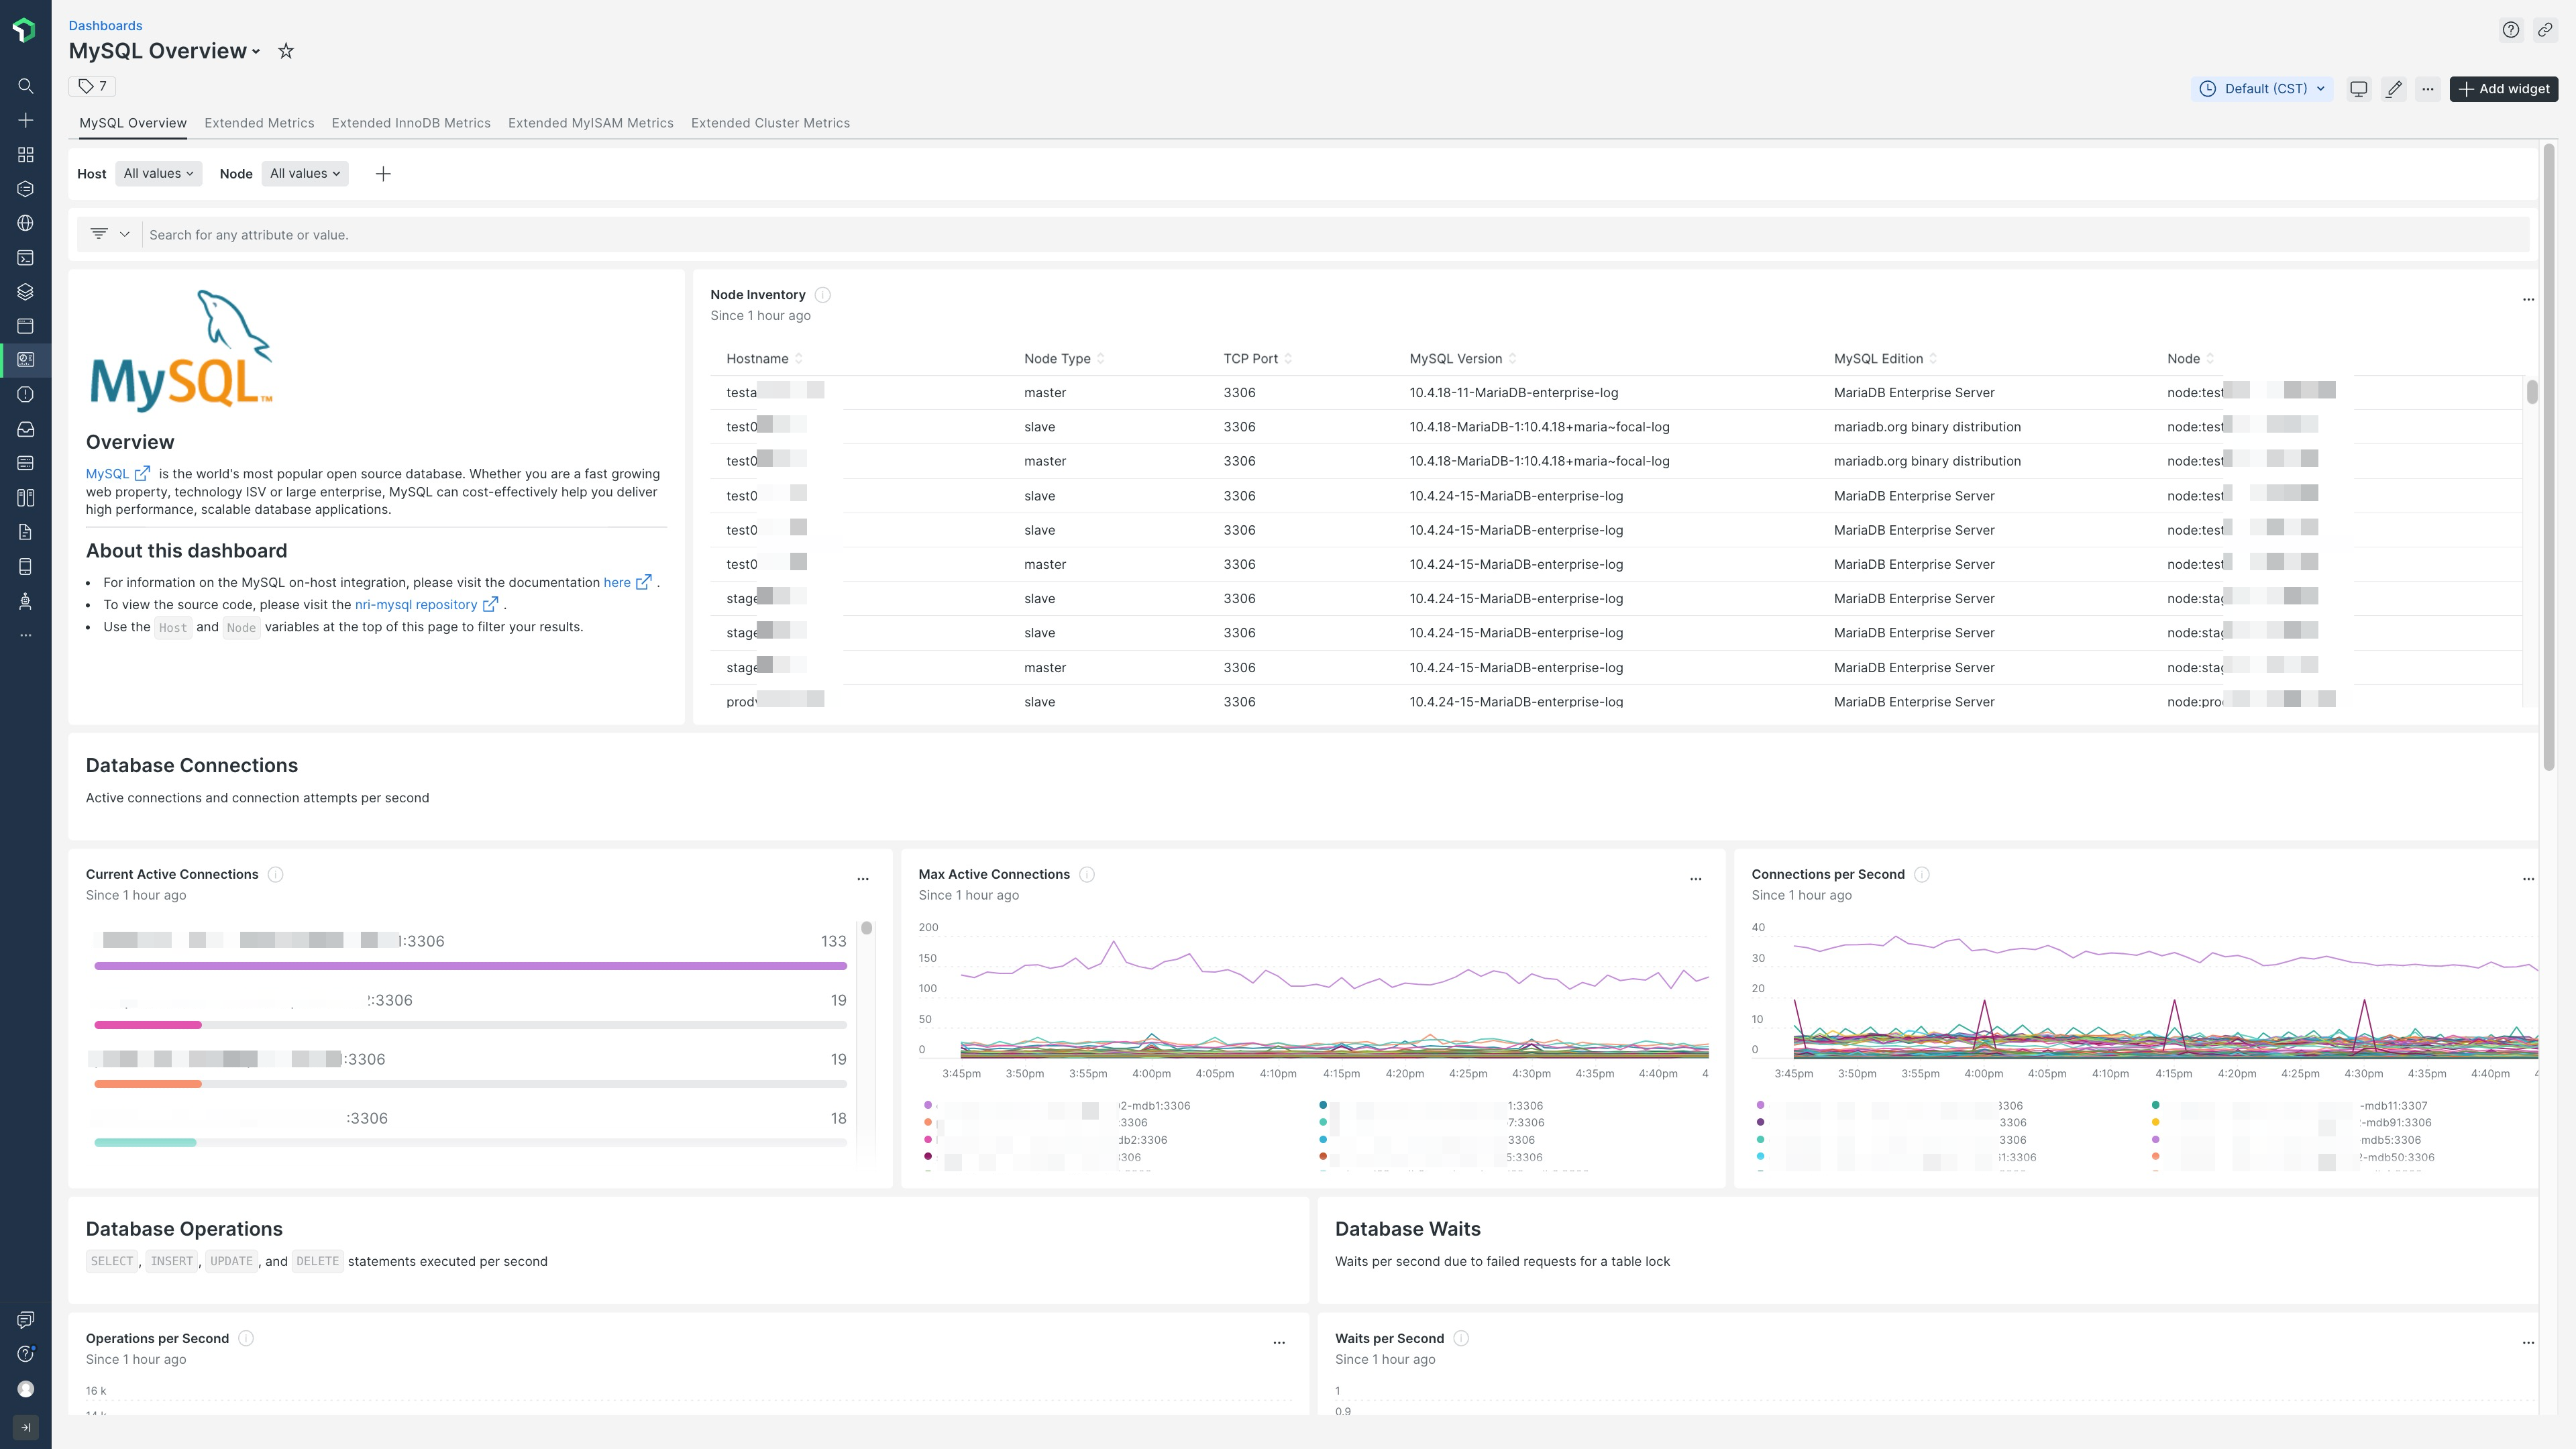 Dashboards
MySQL Overview
7
Default (CST)
Add widget
MySQL Overview Extended Metrics Extended InnoDB Metrics Extended MyISAM Metrics Extended Cluster Metrics
Host All values Node All values
Search for any attribute or value.
MySQL™
Overview
MySQL is the world's most popular open source database. Whether you are a fast growing
web property, technology ISV or large enterprise, MySQL can cost-effectively help you deliver
high performance, scalable database applications.
About this dashboard
• For information on the MySQL on-host integration, please visit the documentation here .
• To view the source code, please visit the nri-mysql repository .
• Use the Host and Node variables at the top of this page to filter your results.
Node Inventory
Since 1 hour ago
Hostname Node Type TCP Port MySQL Version MySQL Edition Node
testa master 3306 10.4.18-11-MariaDB-enterprise-log MariaDB Enterprise Server node:test
test0 slave 3306 10.4.18-MariaDB-1:10.4.18+maria~focal-log mariadb.org binary distribution node:test
test0 master 3306 10.4.18-MariaDB-1:10.4.18+maria~focal-log mariadb.org binary distribution node:test
test0 slave 3306 10.4.24-15-MariaDB-enterprise-log MariaDB Enterprise Server node:test
test0 slave 3306 10.4.24-15-MariaDB-enterprise-log MariaDB Enterprise Server node:test
test0 master 3306 10.4.24-15-MariaDB-enterprise-log MariaDB Enterprise Server node:test
stage slave 3306 10.4.24-15-MariaDB-enterprise-log MariaDB Enterprise Server node:stag
stage slave 3306 10.4.24-15-MariaDB-enterprise-log MariaDB Enterprise Server node:stag
stage master 3306 10.4.24-15-MariaDB-enterprise-log MariaDB Enterprise Server node:stag
prod slave 3306 10.4.24-15-MariaDB-enterprise-log MariaDB Enterprise Server node:pro
Database Connections
Active connections and connection attempts per second
Current Active Connections
Since 1 hour ago
:3306 133
:3306 19
:3306 19
:3306 18
Max Active Connections
Since 1 hour ago
200
150
100
50
0
3:45pm 3:50pm 3:55pm 4:00pm 4:05pm 4:10pm 4:15pm 4:20pm 4:25pm 4:30pm 4:35pm 4:40pm 4
2-mdb1:3306 1:3306
3306 7:3306
db2:3306 3306
3306 5:3306
Connections per Second
Since 1 hour ago
40
30
20
10
0
3:45pm 3:50pm 3:55pm 4:00pm 4:05pm 4:10pm 4:15pm 4:20pm 4:25pm 4:30pm 4:35pm 4:40pm
3306 -mdb11:3307
3306 -mdb91:3306
3306 mdb5:3306
1:3306 -mdb50:3306
Database Operations
SELECT, INSERT, UPDATE, and DELETE statements executed per second
Database Waits
Waits per second due to failed requests for a table lock
Operations per Second
Since 1 hour ago
16 k
Waits per Second
Since 1 hour ago
1
0.9